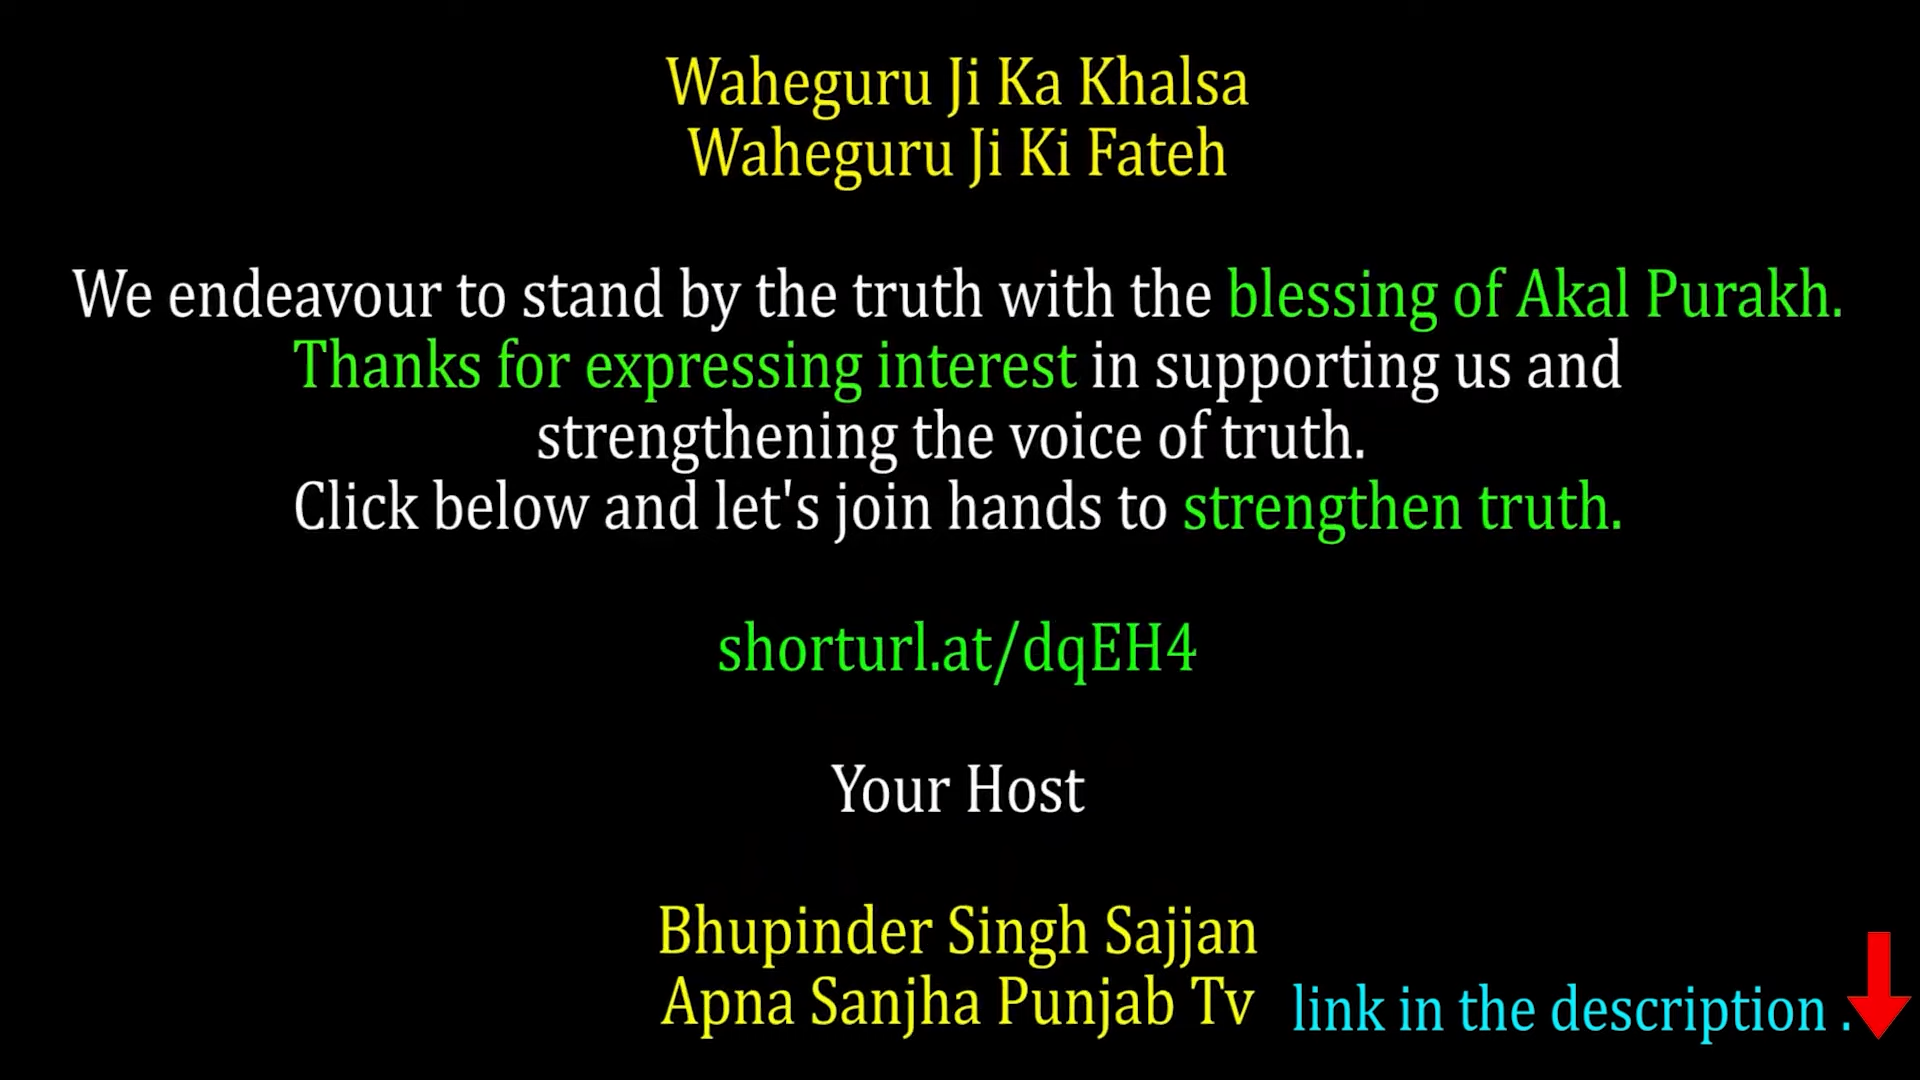 Waheguru Ji Ka Khalsa
Waheguru Ji Ki Fateh
We endeavour to stand by the truth with the blessing of Akal Purakh.
Thanks for expressing interest in supporting us and
strengthening the voice of truth.
Click below and let's join hands to strengthen truth.
shorturl.at/dqEH4
Your Host
Bhupinder Singh Sajjan
Apna Sanjha Punjab Tv
link in the description .